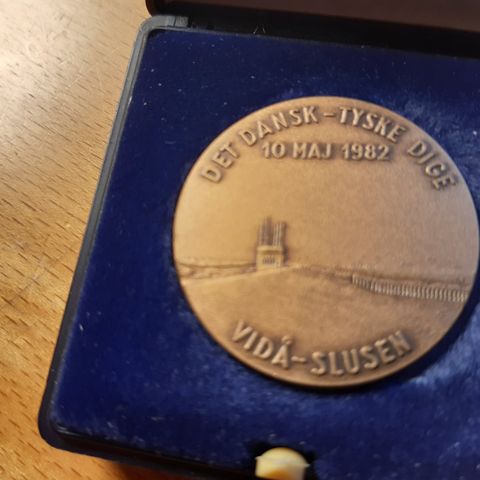 DET DANSK-TYSKE DIGE
10 MAJ 1982
VIDÅ-SLUSEN